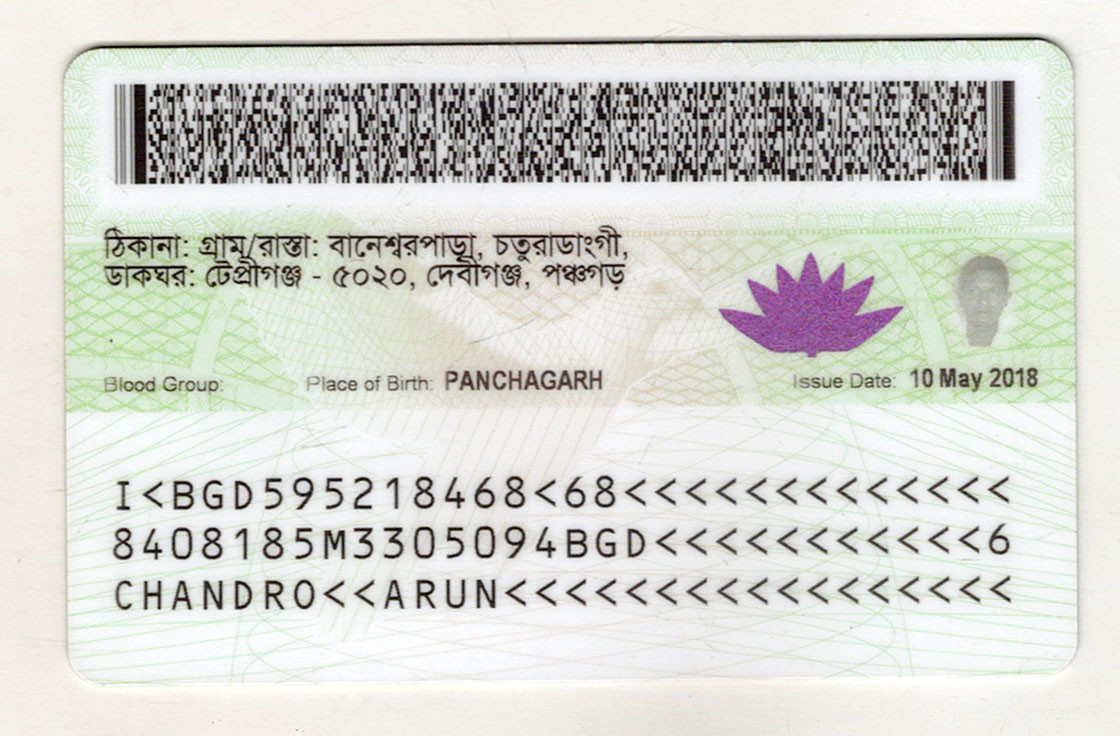 ঠিকানা: গ্রাম/রাস্তা: বানেশ্বরপাড়া, চতুরাডাংগী,
ডাকঘর: টেপ্রীগঞ্জ - ৫০২০, দেবীগঞ্জ, পঞ্চগড়
Blood Group: Place of Birth: PANCHAGARH Issue Date: 10 May 2018
I<BGD595218468<68<<<<<<<<<<<<<
8408185M3305094BGD<<<<<<<<<<<6
CHANDRO<<ARUN<<<<<<<<<<<<<<<<<